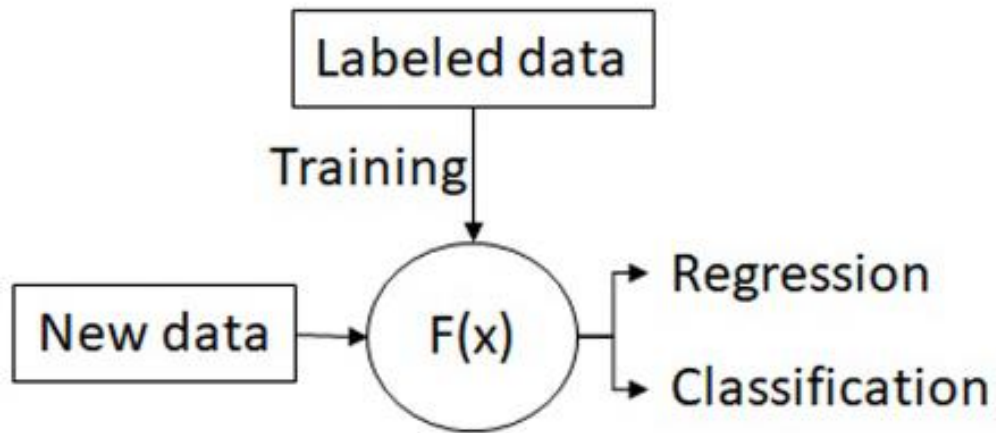 Labeled data
Training
New data
F(x)
Regression
Classification